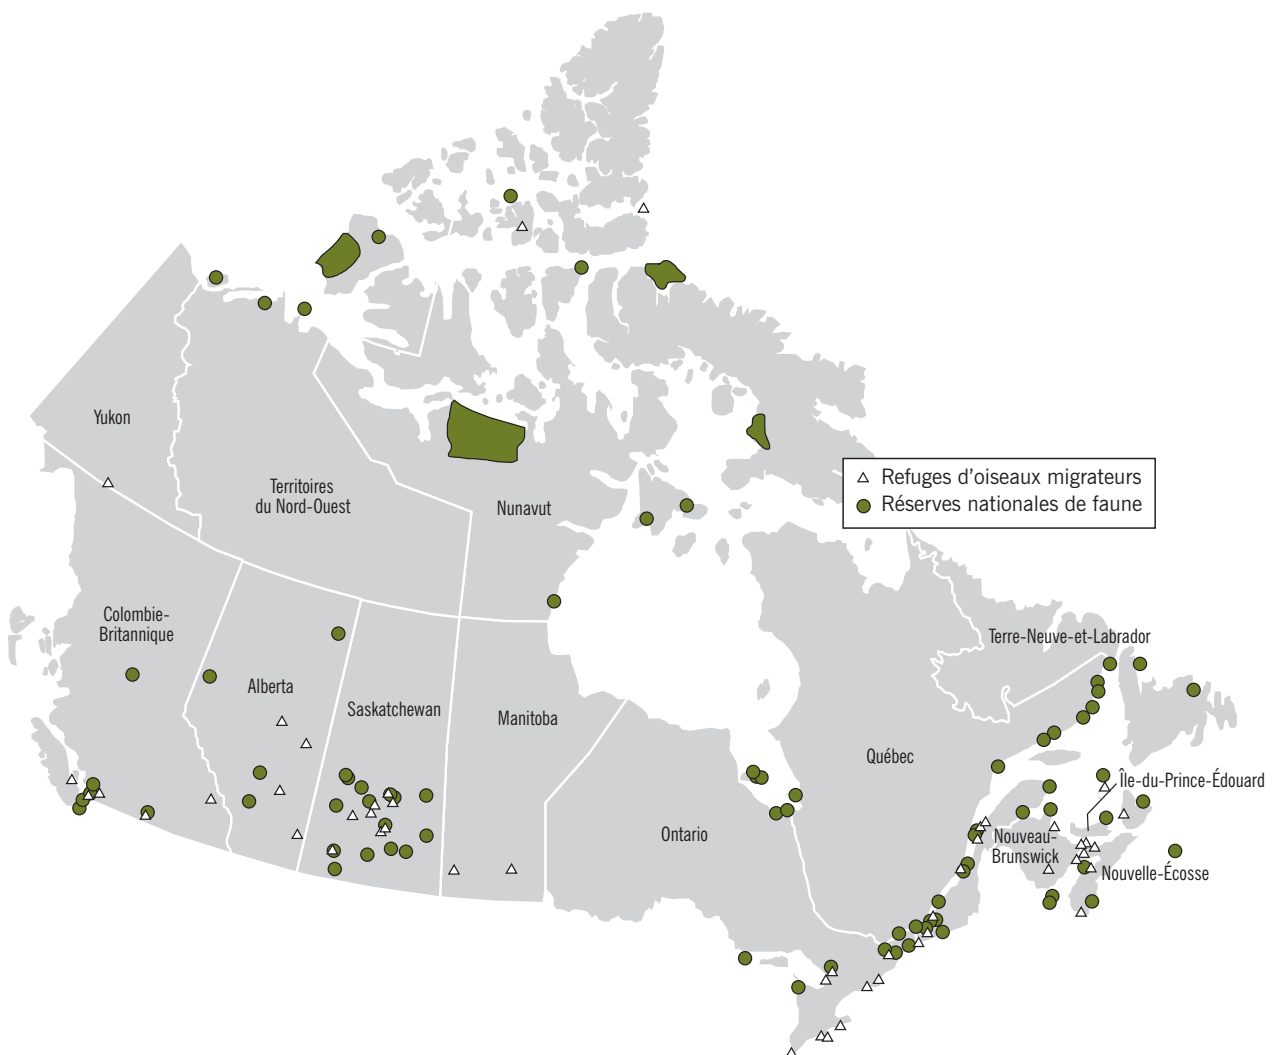 Yukon
Territoires
du Nord-Ouest
Nunavut
Refuges d'oiseaux migrateurs
Réserves nationales de faune
Colombie-
Britannique
Alberta
Saskatchewan
Manitoba
Terre-Neuve-et-Labrador
Québec
Île-du-Prince-Édouard
Ontario
Nouveau-
Brunswick
Nouvelle-Écosse